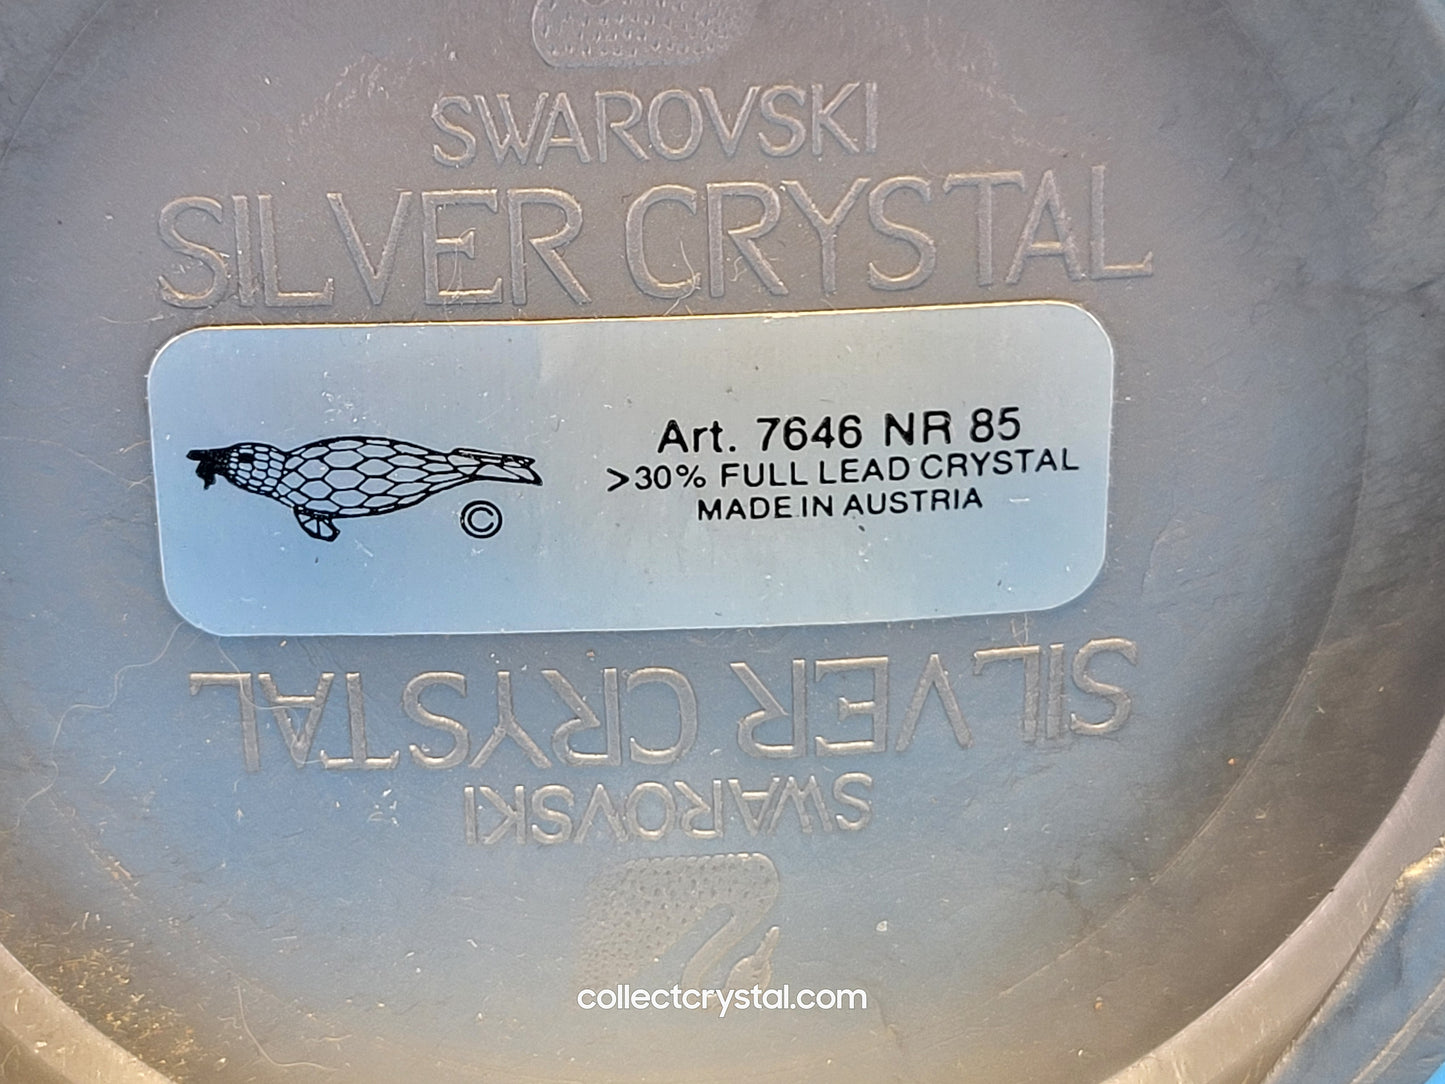 SWAROVSKI
SILVER CRYSTAL
Art. 7646 NR 85
>30% FULL LEAD CRYSTAL
MADE IN AUSTRIA
©
SILVER CRYSTAL
SWAROVSKI
collectcrystal.com